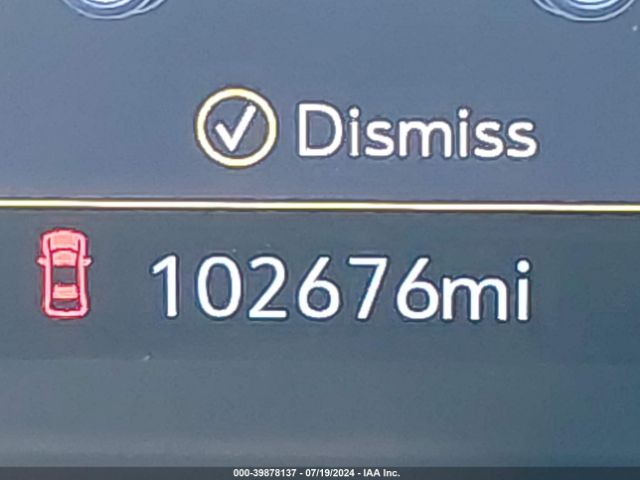 Dismiss
102676mi
000-39878137 - 07/19/2024 - IAA Inc.